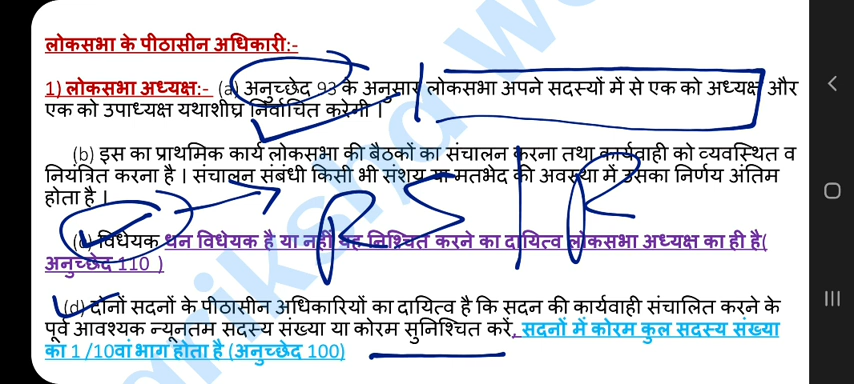 लोकसभा के पीठासीन अधिकारी:-
1) लोकसभा अध्यक्ष:- (a) अनुच्छेद 93 के अनुसार लोकसभा अपने सदस्यों में से एक को अध्यक्ष और
एक को उपाध्यक्ष यथाशीघ्र निर्वाचित करेगी ।
(b) इस का प्राथमिक कार्य लोकसभा की बैठकों का संचालन करना तथा कार्यवाही को व्यवस्थित व
नियंत्रित करना है । संचालन संबंधी किसी भी संशय या मतभेद की अवस्था में उसका निर्णय अंतिम
होता है ।
(c) विधेयक धन विधेयक है या नहीं यह निश्चित करने का दायित्व लोकसभा अध्यक्ष का ही है(
अनुच्छेद 110 )
(d) दोनों सदनों के पीठासीन अधिकारियों का दायित्व है कि सदन की कार्यवाही संचालित करने के
पूर्व आवश्यक न्यूनतम सदस्य संख्या या कोरम सुनिश्चित करें, सदनों में कोरम कुल सदस्य संख्या
का 1 /10वां भाग होता है (अनुच्छेद 100)